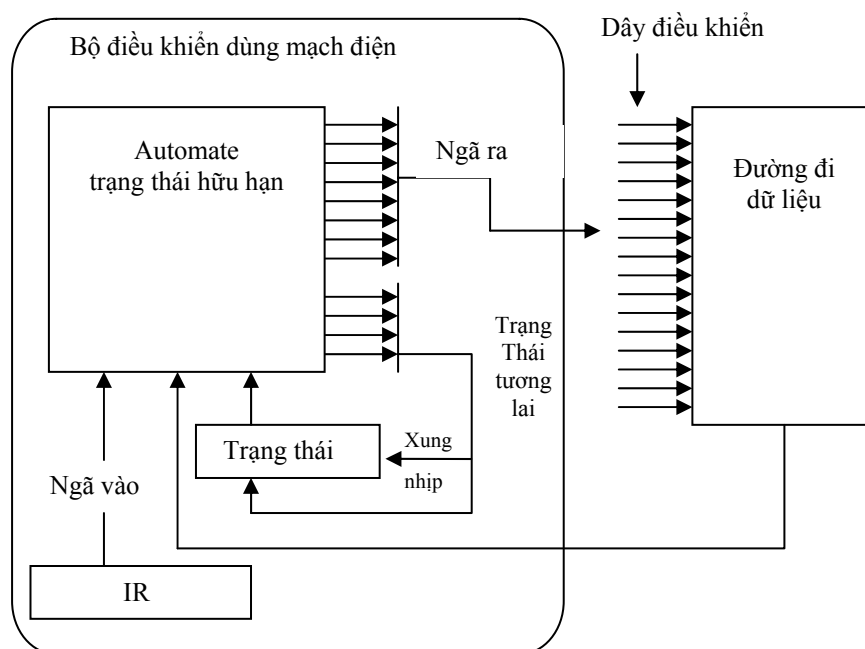 Bộ điều khiển dùng mạch điện
Dây điều khiển
Automate
trạng thái hữu hạn
Ngã ra
Đường đi
dữ liệu
Trạng
Thái
tương
lai
Trạng thái
Xung
nhịp
Ngã vào
IR